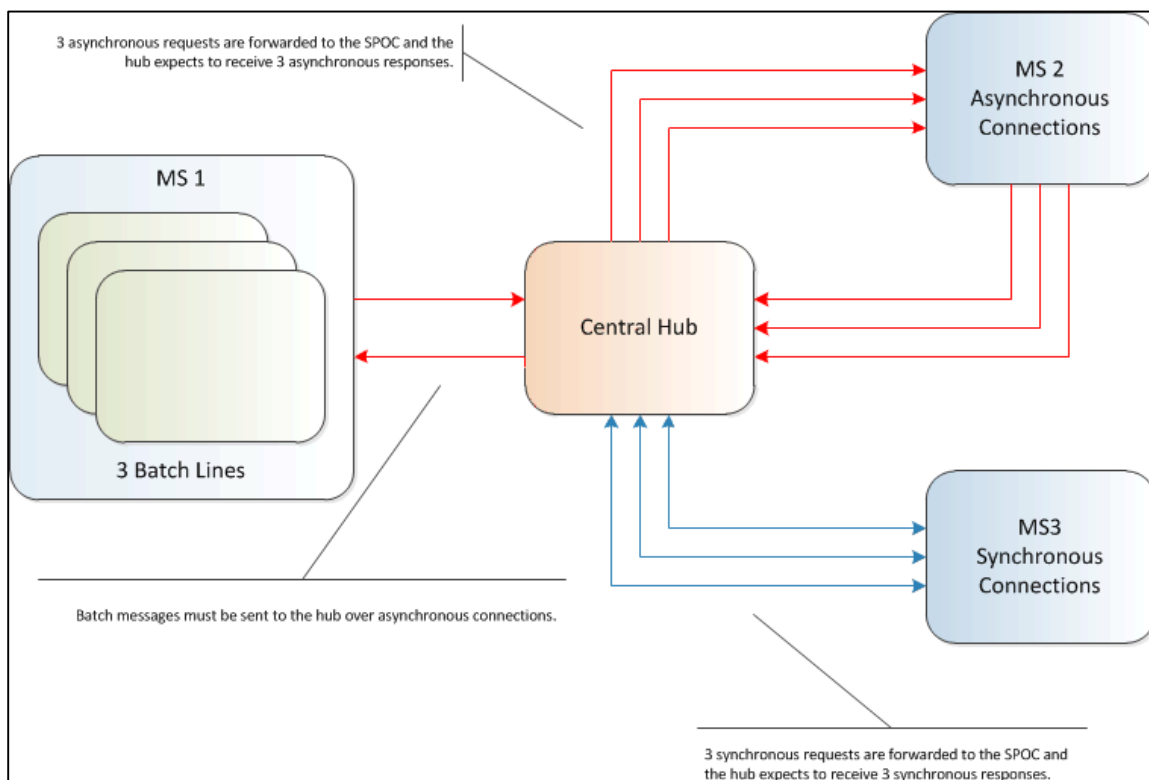 3 asynchronous requests are forwarded to the SPOC and the
hub expects to receive 3 asynchronous responses.
MS 2
Asynchronous
Connections
MS 1
3 Batch Lines
Central Hub
MS3
Synchronous
Connections
Batch messages must be sent to the hub over asynchronous connections.
3 synchronous requests are forwarded to the SPOC and
the hub expects to receive 3 synchronous responses.